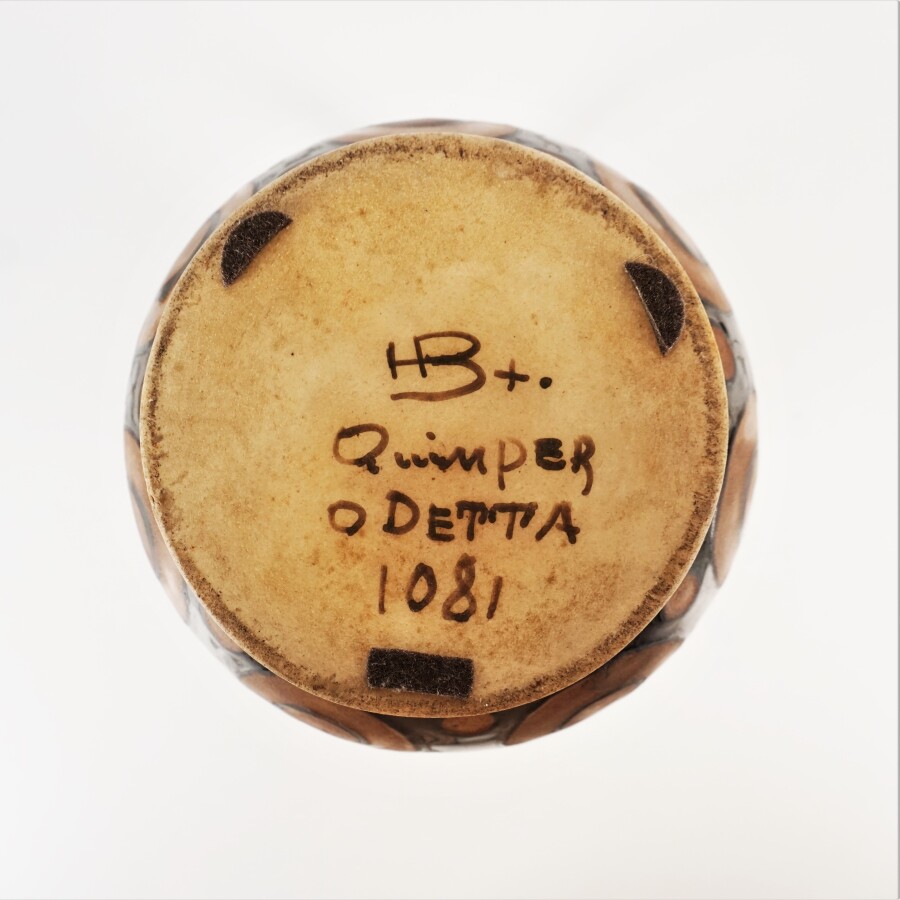 HB+.
QuimpER
ODETTA
1081